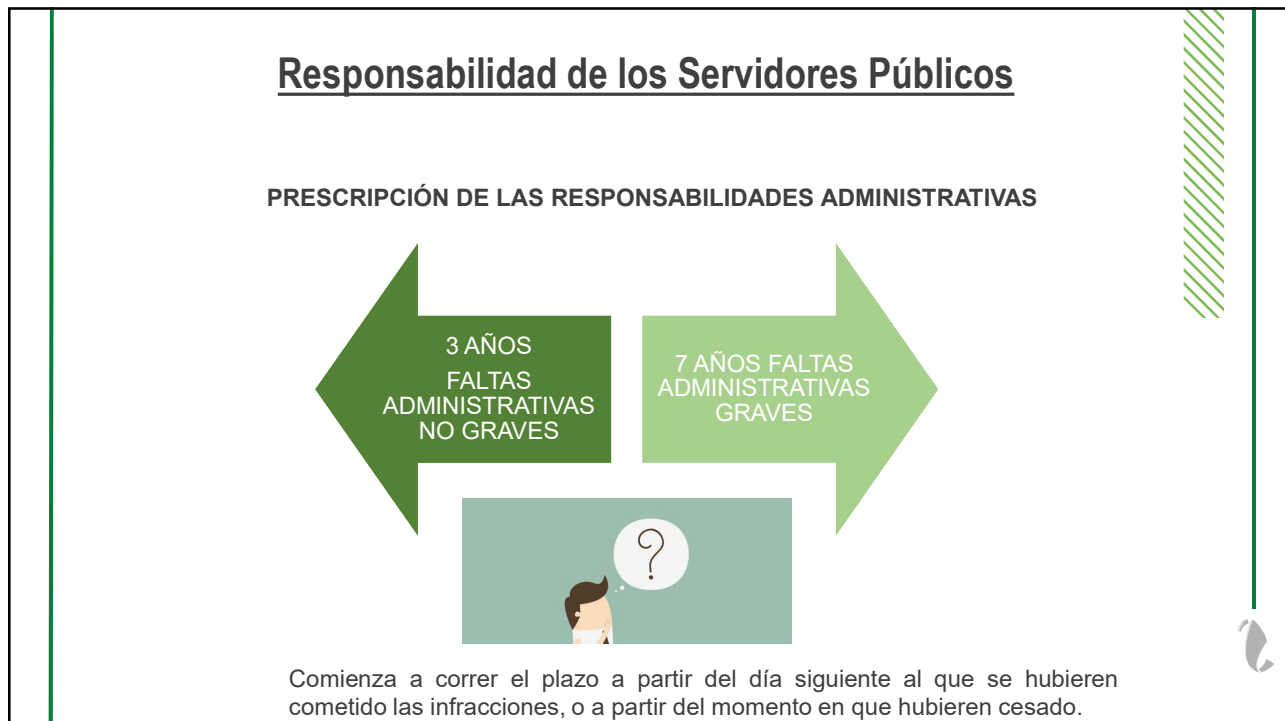 Responsabilidad de los Servidores Públicos
PRESCRIPCIÓN DE LAS RESPONSABILIDADES ADMINISTRATIVAS
3 AÑOS
FALTAS
ADMINISTRATIVAS
NO GRAVES
7 AÑOS FALTAS
ADMINISTRATIVAS
GRAVES
?
Comienza a correr el plazo a partir del día siguiente al que se hubieren
cometido las infracciones, o a partir del momento en que hubieren cesado.